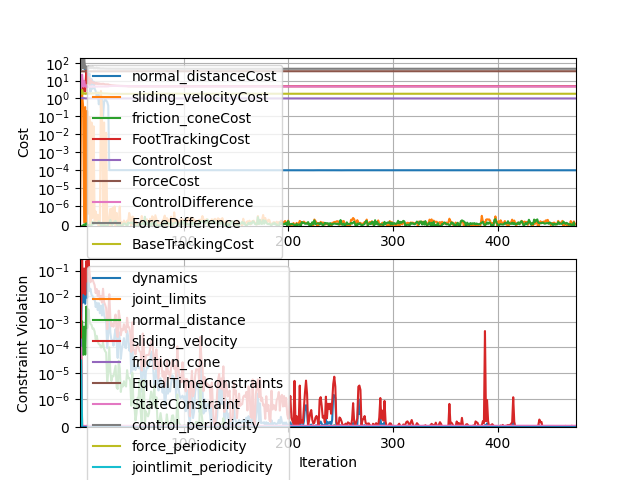 Cost
10²
10¹
10⁰
10⁻¹
10⁻²
10⁻³
10⁻⁴
10⁻⁵
10⁻⁶
0
normal_distanceCost
sliding_velocityCost
friction_coneCost
FootTrackingCost
ControlCost
ForceCost
ControlDifference
ForceDifference
BaseTrackingCost
100 200 300 400
Constraint Violation
10⁻¹
10⁻²
10⁻³
10⁻⁴
10⁻⁵
10⁻⁶
0
dynamics
joint_limits
normal_distance
sliding_velocity
friction_cone
EqualTimeConstraints
StateConstraint
control_periodicity
force_periodicity
jointlimit_periodicity
100 200 300 400
Iteration